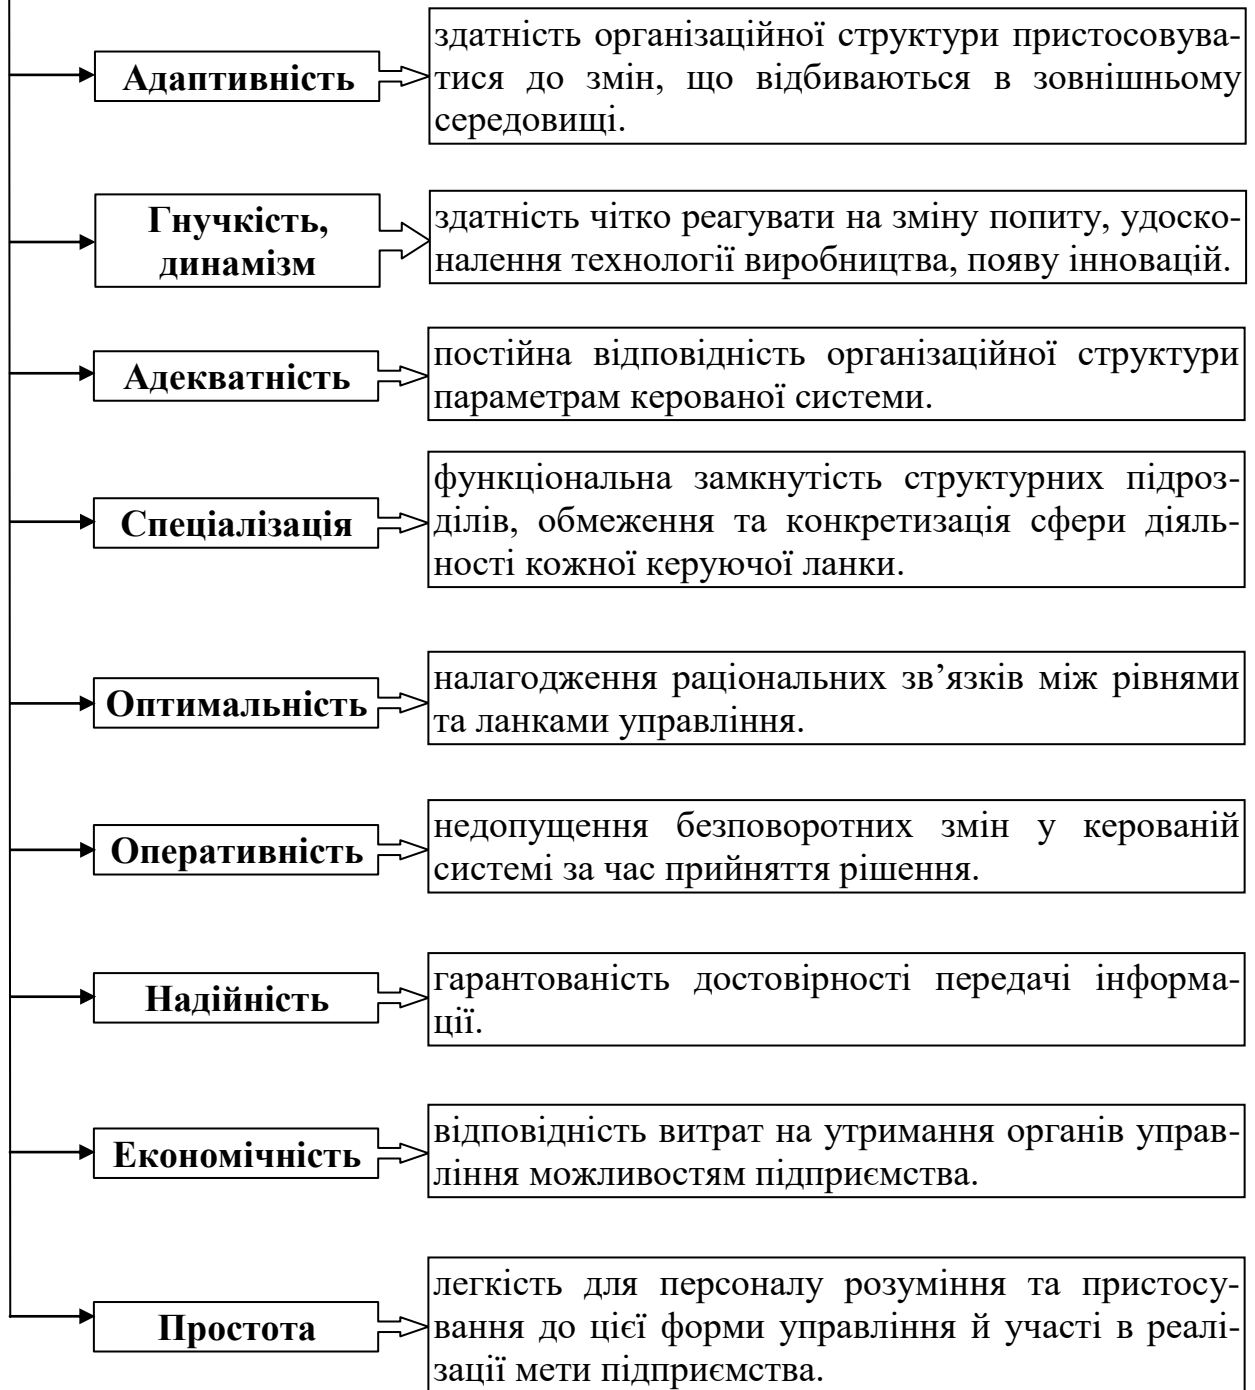 Адаптивність
здатність організаційної структури пристосовува-
тися до змін, що відбиваються в зовнішньому
середовищі.
Гнучкість,
динамізм
здатність чітко реагувати на зміну попиту, удоско-
налення технології виробництва, появу інновацій.
Адекватність
постійна відповідність організаційної структури
параметрам керованої системи.
Спеціалізація
функціональна замкнутість структурних підроз-
ділів, обмеження та конкретизація сфери діяль-
ності кожної керуючої ланки.
Оптимальність
налагодження раціональних зв’язків між рівнями
та ланками управління.
Оперативність
недопущення безповоротних змін у керованій
системі за час прийняття рішення.
Надійність
гарантованість достовірності передачі інформа-
ції.
Економічність
відповідність витрат на утримання органів управ-
ління можливостям підприємства.
Простота
легкість для персоналу розуміння та пристосу-
вання до цієї форми управління й участі в реалі-
зації мети підприємства.